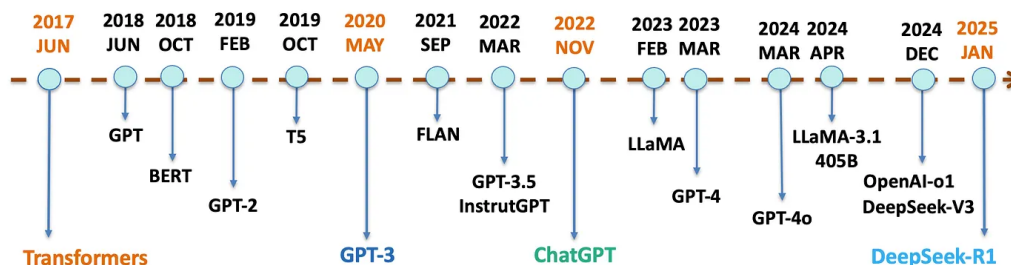 2017
JUN
2018
JUN
2018
OCT
2019
FEB
2019
OCT
2020
MAY
2021
SEP
2022
MAR
2022
NOV
2023
FEB
2023
MAR
2024
MAR
2024
APR
2024
DEC
2025
JAN
GPT
T5
FLAN
LLaMA
LLaMA-3.1
405B
BERT
GPT-3.5
InstrutGPT
GPT-4
OpenAI-o1
DeepSeek-V3
GPT-2
GPT-4o
Transformers
GPT-3
ChatGPT
DeepSeek-R1